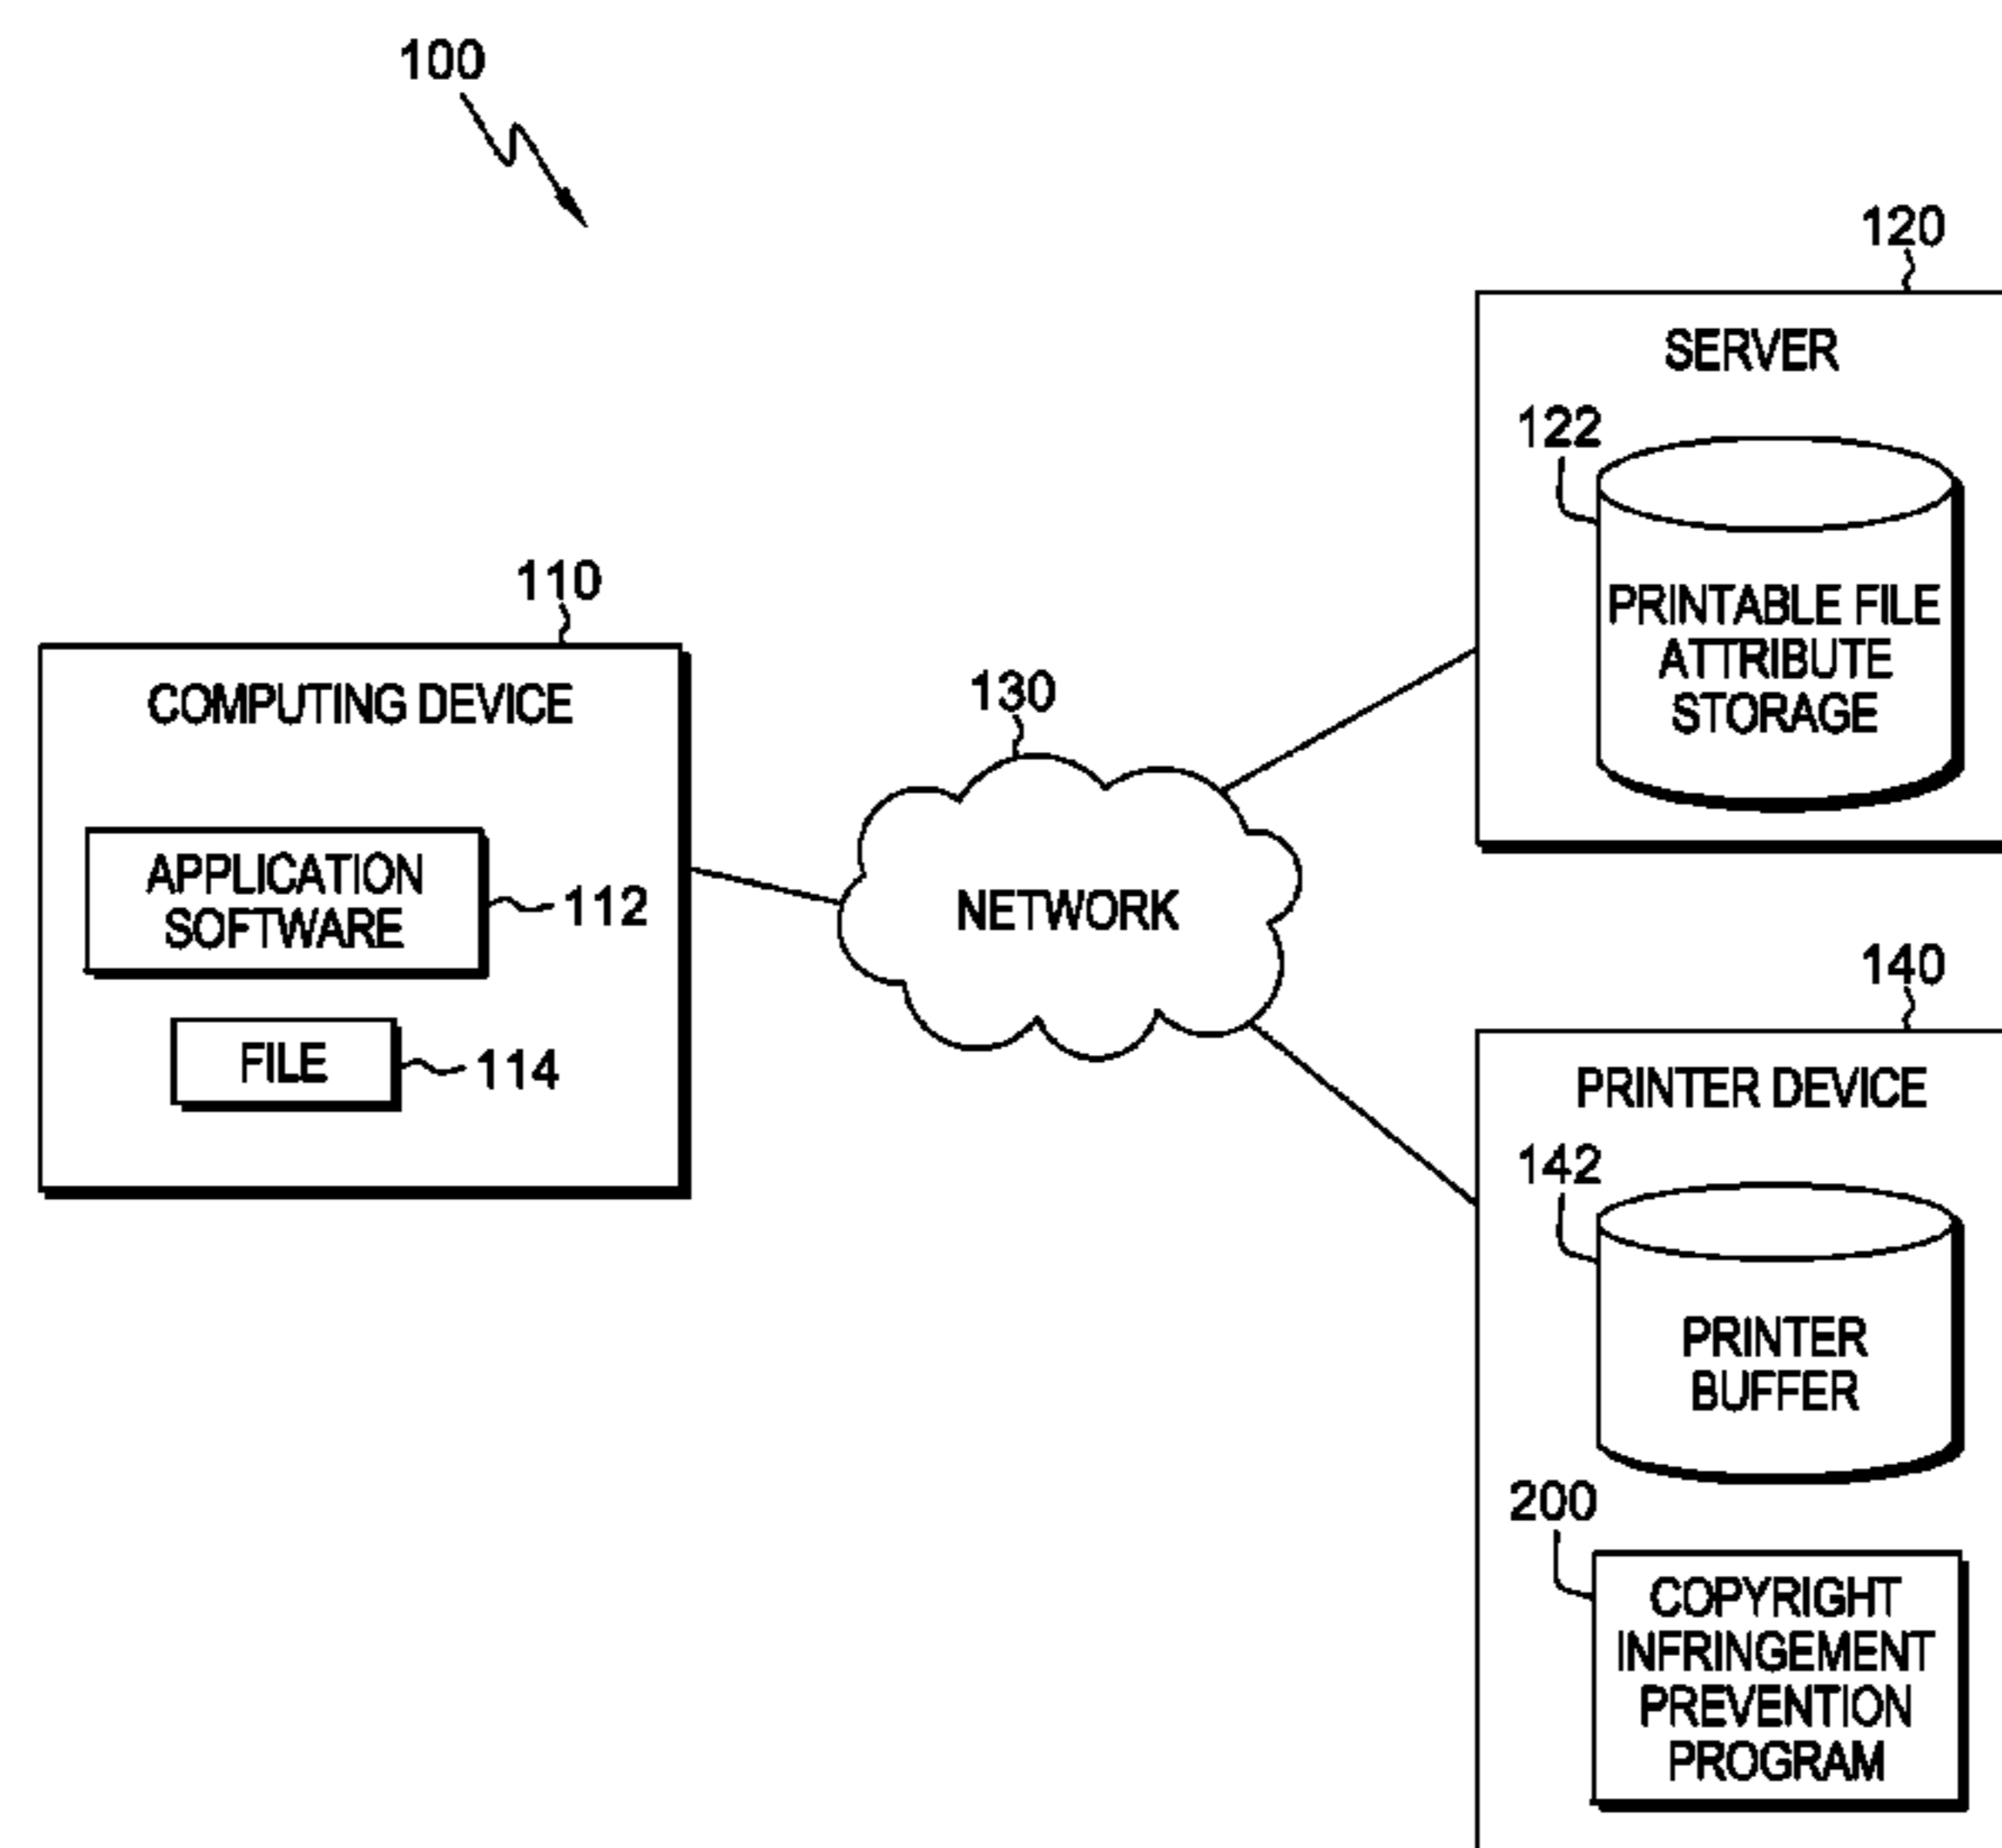 100
120
SERVER
122
PRINTABLE FILE
ATTRIBUTE
STORAGE
110
COMPUTING DEVICE
APPLICATION
SOFTWARE
112
FILE
114
130
NETWORK
140
PRINTER DEVICE
142
PRINTER
BUFFER
200
COPYRIGHT
INFRINGEMENT
PREVENTION
PROGRAM